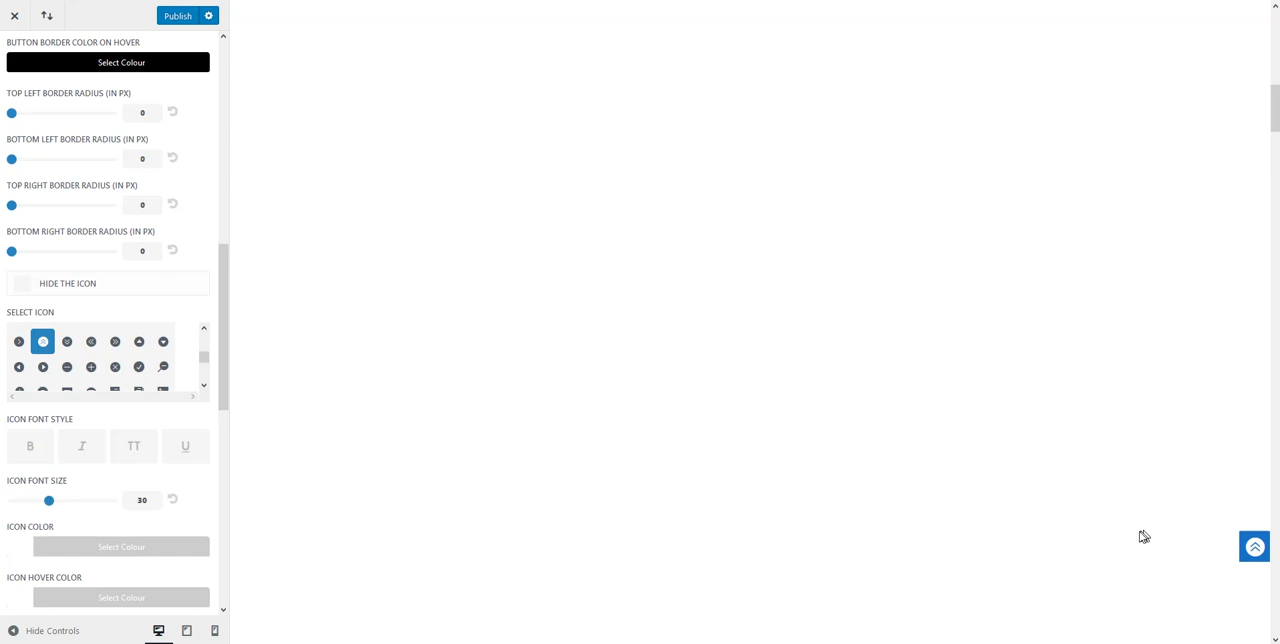 Publish
BUTTON BORDER COLOR ON HOVER
Select Colour
TOP LEFT BORDER RADIUS (IN PX)
0
BOTTOM LEFT BORDER RADIUS (IN PX)
0
TOP RIGHT BORDER RADIUS (IN PX)
0
BOTTOM RIGHT BORDER RADIUS (IN PX)
0
HIDE THE ICON
SELECT ICON
ICON FONT STYLE
B I TT U
ICON FONT SIZE
30
ICON COLOR
Select Colour
ICON HOVER COLOR
Select Colour
Hide Controls